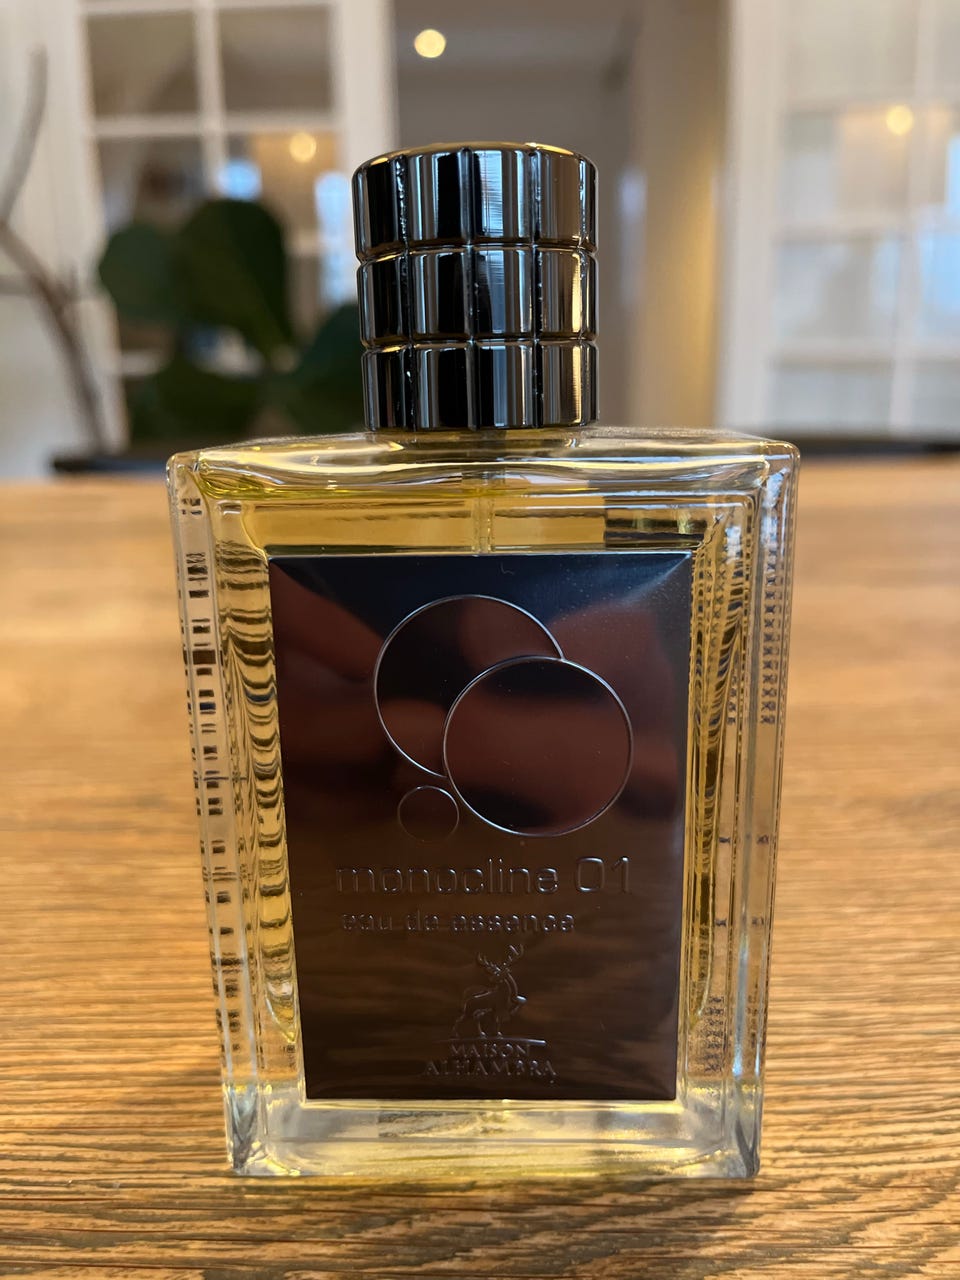 monocline 01
eau de essence
MAISON
ALHAMBRA